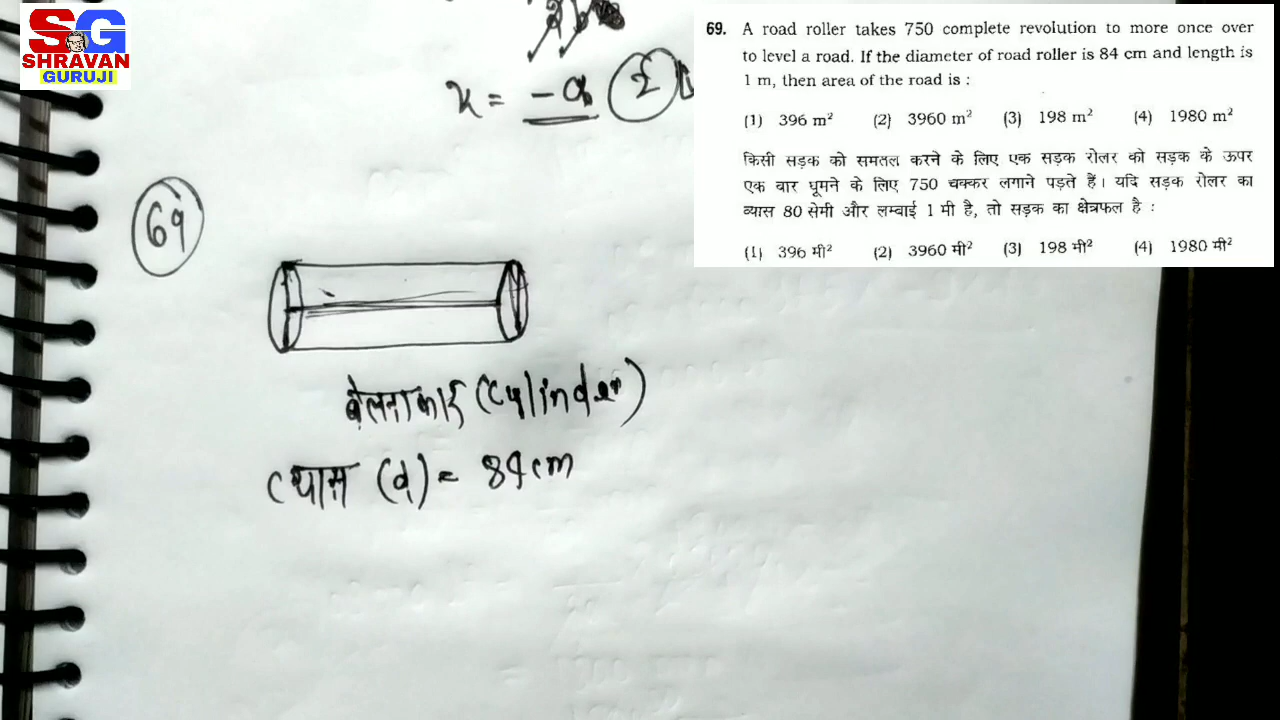 SG
SHRAVAN
GURUJI
x = -a 2
69
बेलनाकार (Cylinder)
व्यास (d) = 84cm
69. A road roller takes 750 complete revolution to more once over
to level a road. If the diameter of road roller is 84 cm and length is
1 m, then area of the road is :
(1) 396 m² (2) 3960 m² (3) 198 m² (4) 1980 m²
किसी सड़क को समतल करने के लिए एक सड़क रोलर को सड़क के ऊपर
एक बार घूमने के लिए 750 चक्कर लगाने पड़ते हैं। यदि सड़क रोलर का
व्यास 80 सेमी और लम्बाई 1 मी है, तो सड़क का क्षेत्रफल है :
(1) 396 मी² (2) 3960 मी² (3) 198 मी² (4) 1980 मी²